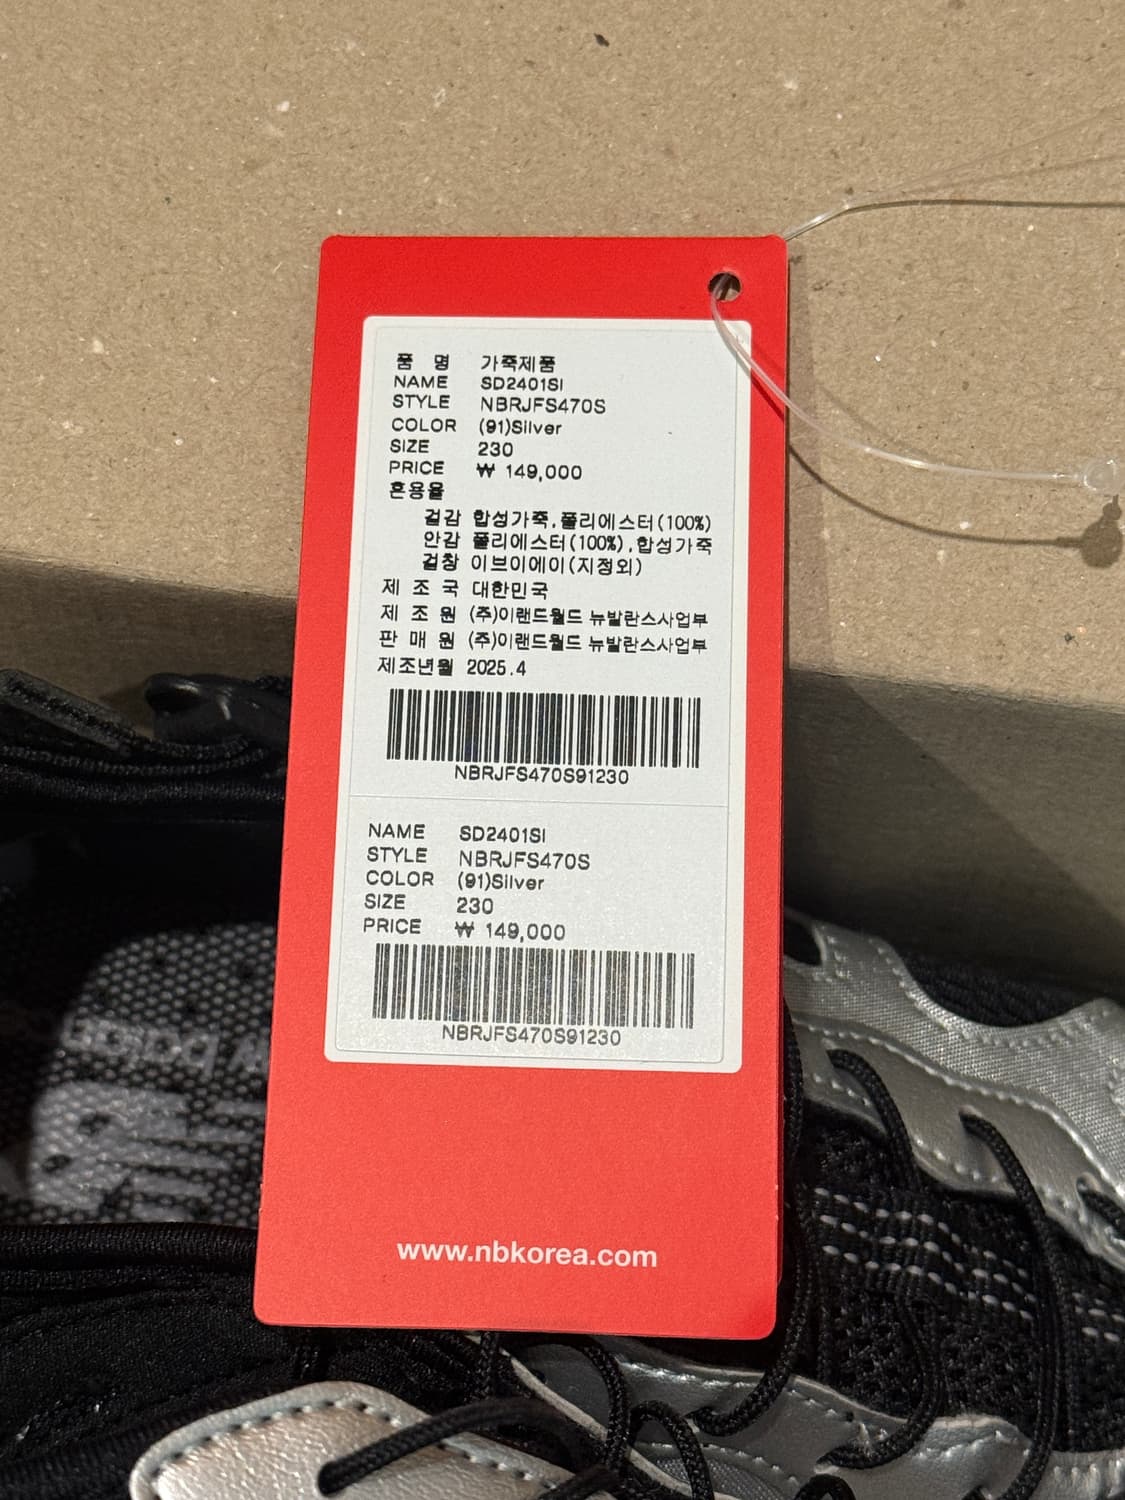 품 명 가죽제품
NAME SD2401SI
STYLE NBRJFS470S
COLOR (91)Silver
SIZE 230
PRICE ₩ 149,000
혼용율
겉감 합성가죽,폴리에스터(100%)
안감 폴리에스터(100%),합성가죽
겉창 이브이에이(지정외)
제 조 국 대한민국
제 조 원 (주)이랜드월드 뉴발란스사업부
판 매 원 (주)이랜드월드 뉴발란스사업부
제조년월 2025.4
NBRJFS470S91230
NAME SD2401SI
STYLE NBRJFS470S
COLOR (91)Silver
SIZE 230
PRICE ₩ 149,000
NBRJFS470S91230
www.nbkorea.com